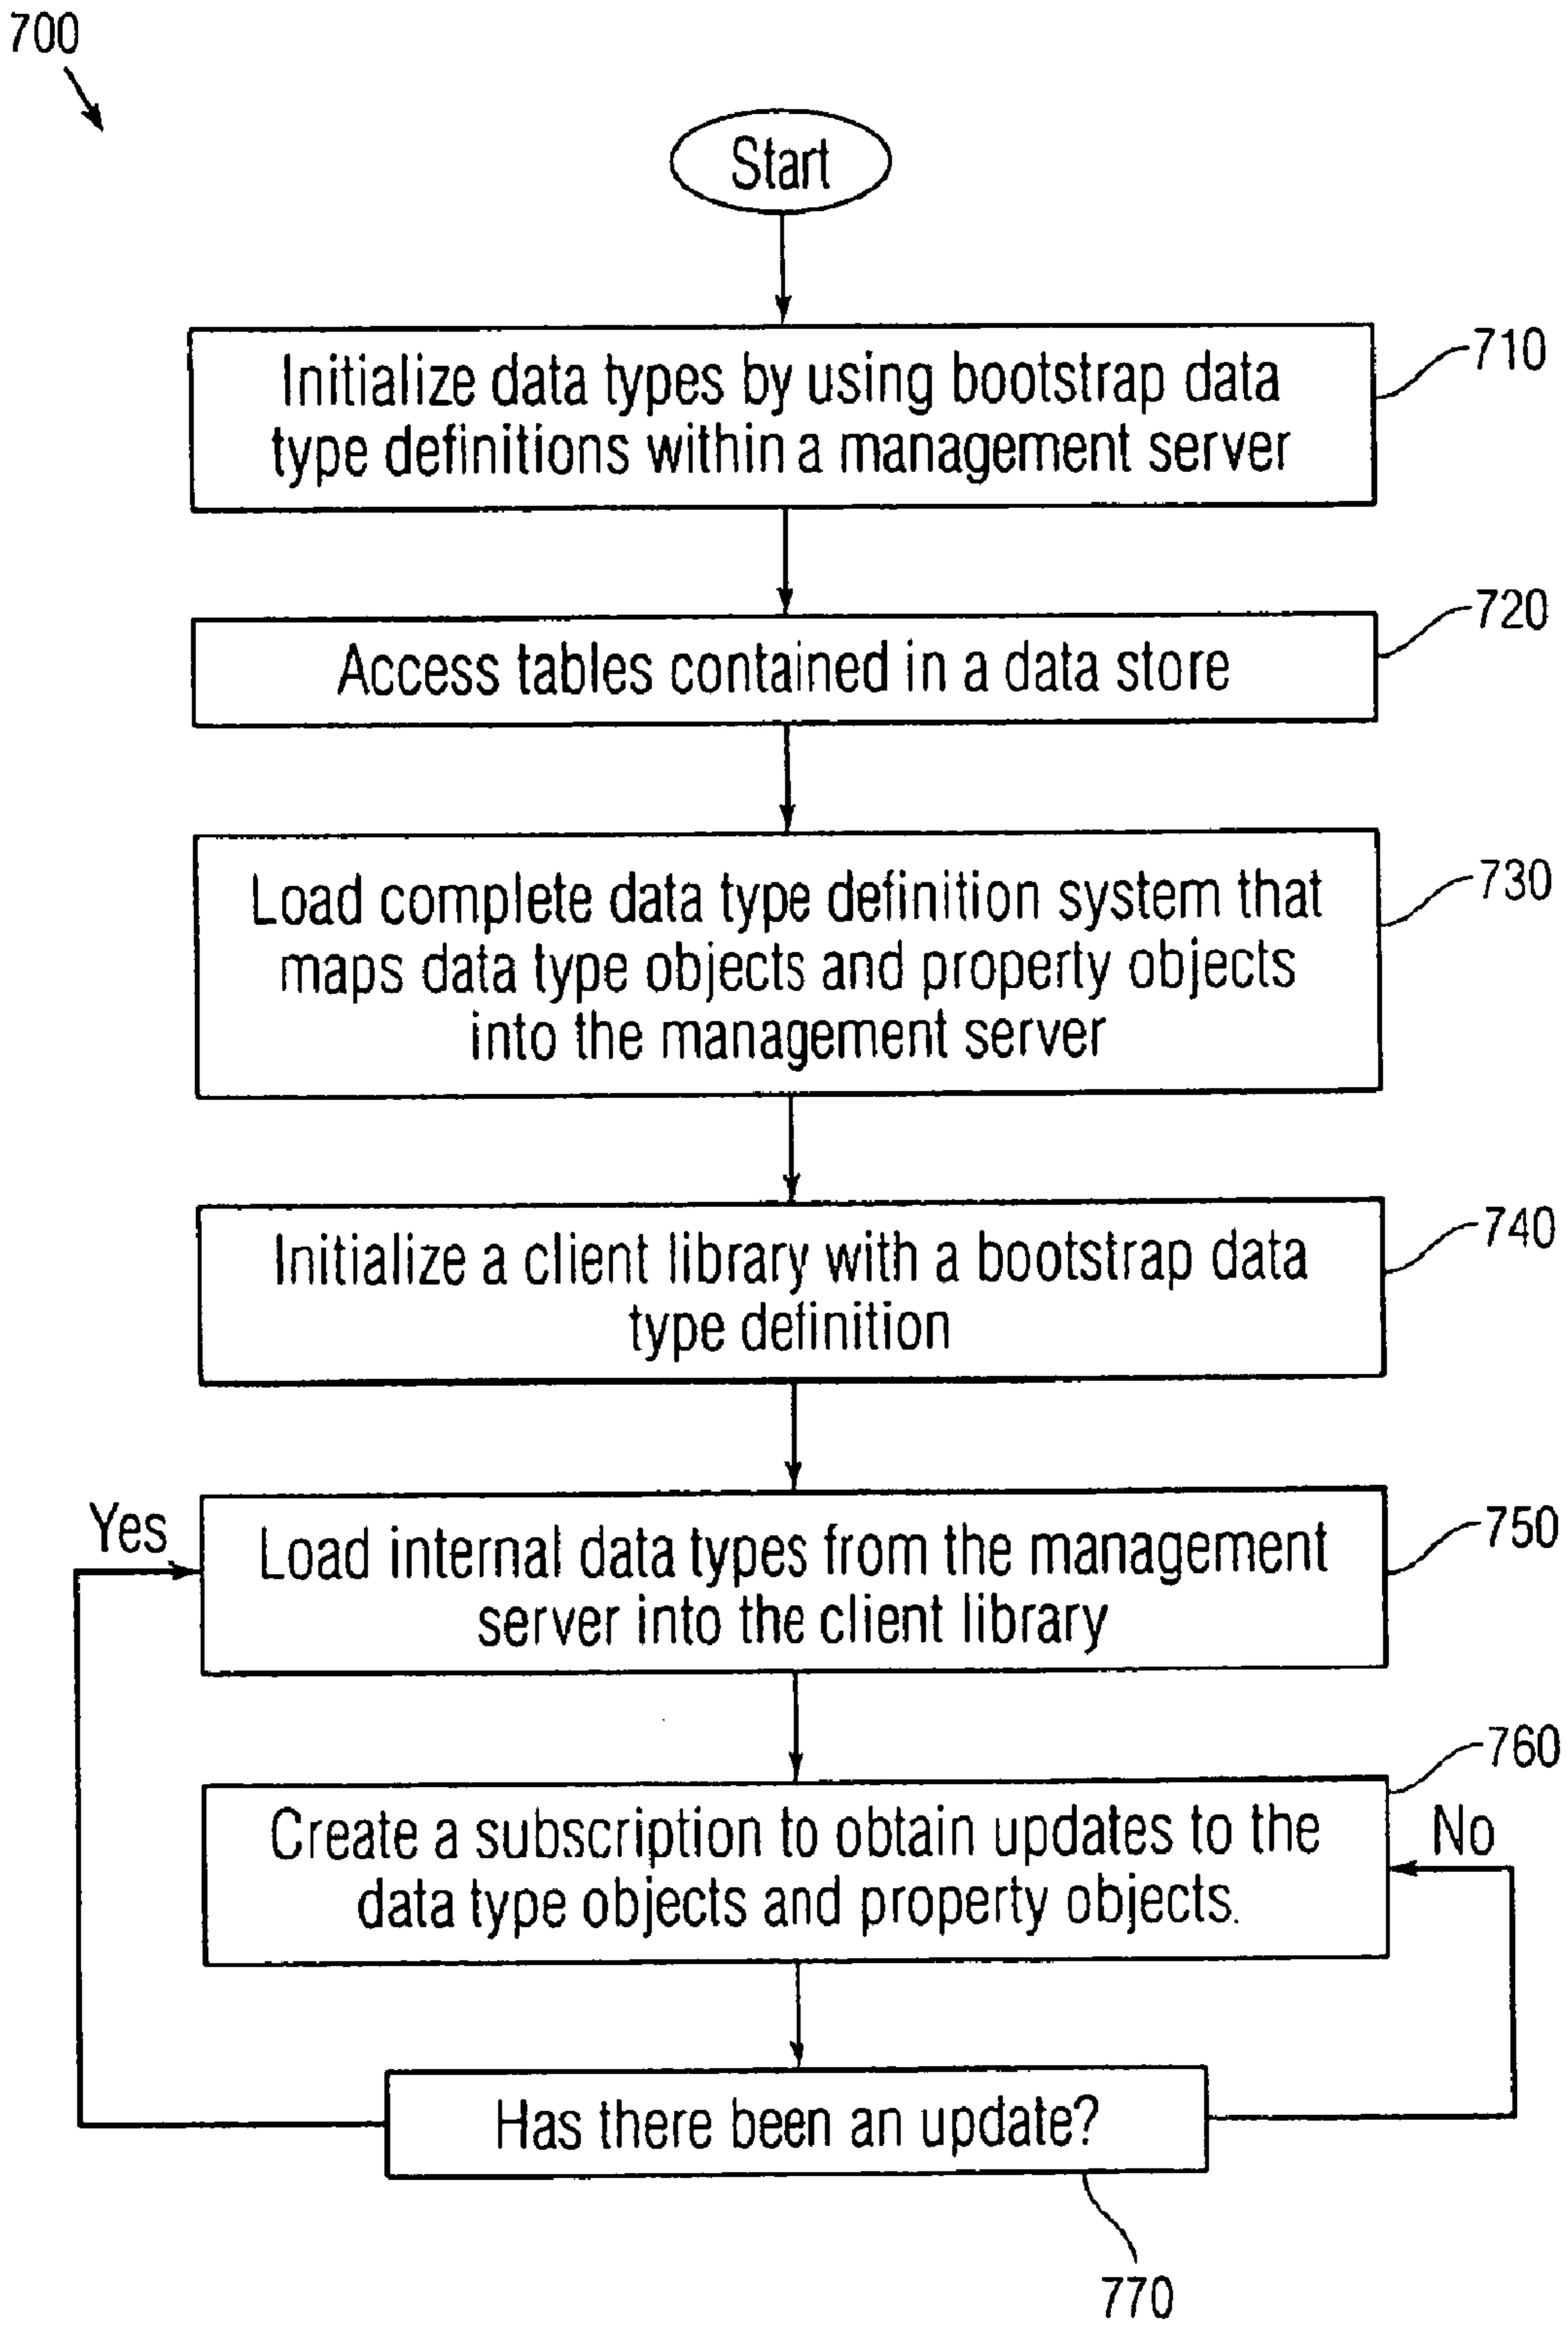 700
Start
Initialize data types by using bootstrap data
type definitions within a management server
710
Access tables contained in a data store
720
Load complete data type definition system that
maps data type objects and property objects
into the management server
730
Initialize a client library with a bootstrap data
type definition
740
Yes
Load internal data types from the management
server into the client library
750
Create a subscription to obtain updates to the
data type objects and property objects.
760
No
Has there been an update?
770